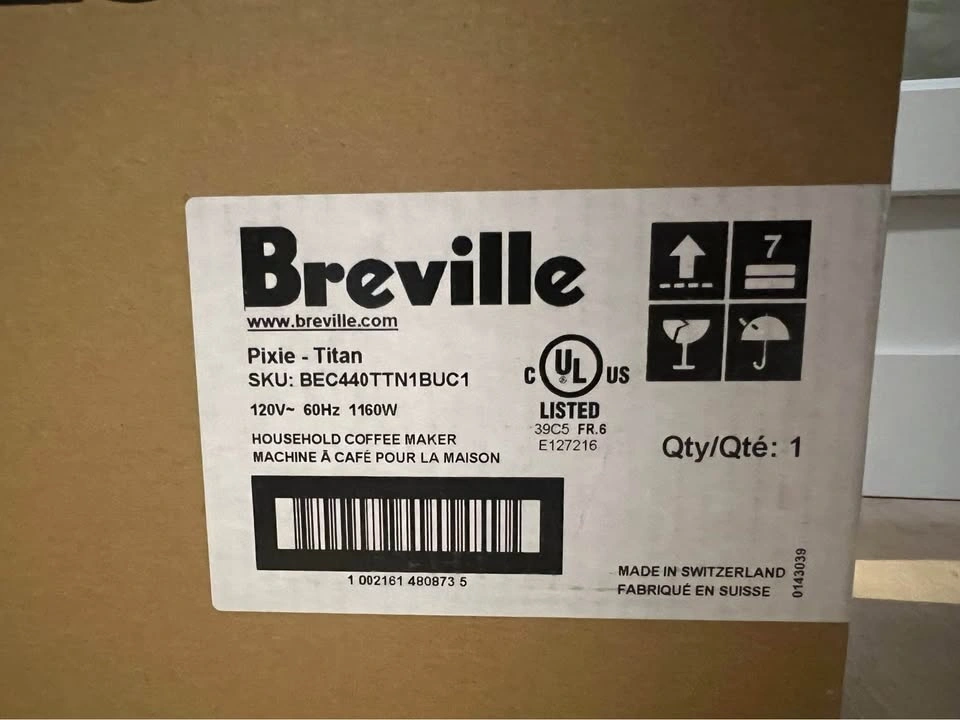 Breville
www.breville.com
Pixie - Titan
SKU: BEC440TTN1BUC1
120V~ 60Hz 1160W
HOUSEHOLD COFFEE MAKER
MACHINE À CAFÉ POUR LA MAISON
1 002161 480873 5
7
C UL US
®
LISTED
39C5 FR.6
E127216
Qty/Qté: 1
MADE IN SWITZERLAND
FABRIQUÉ EN SUISSE
0143039